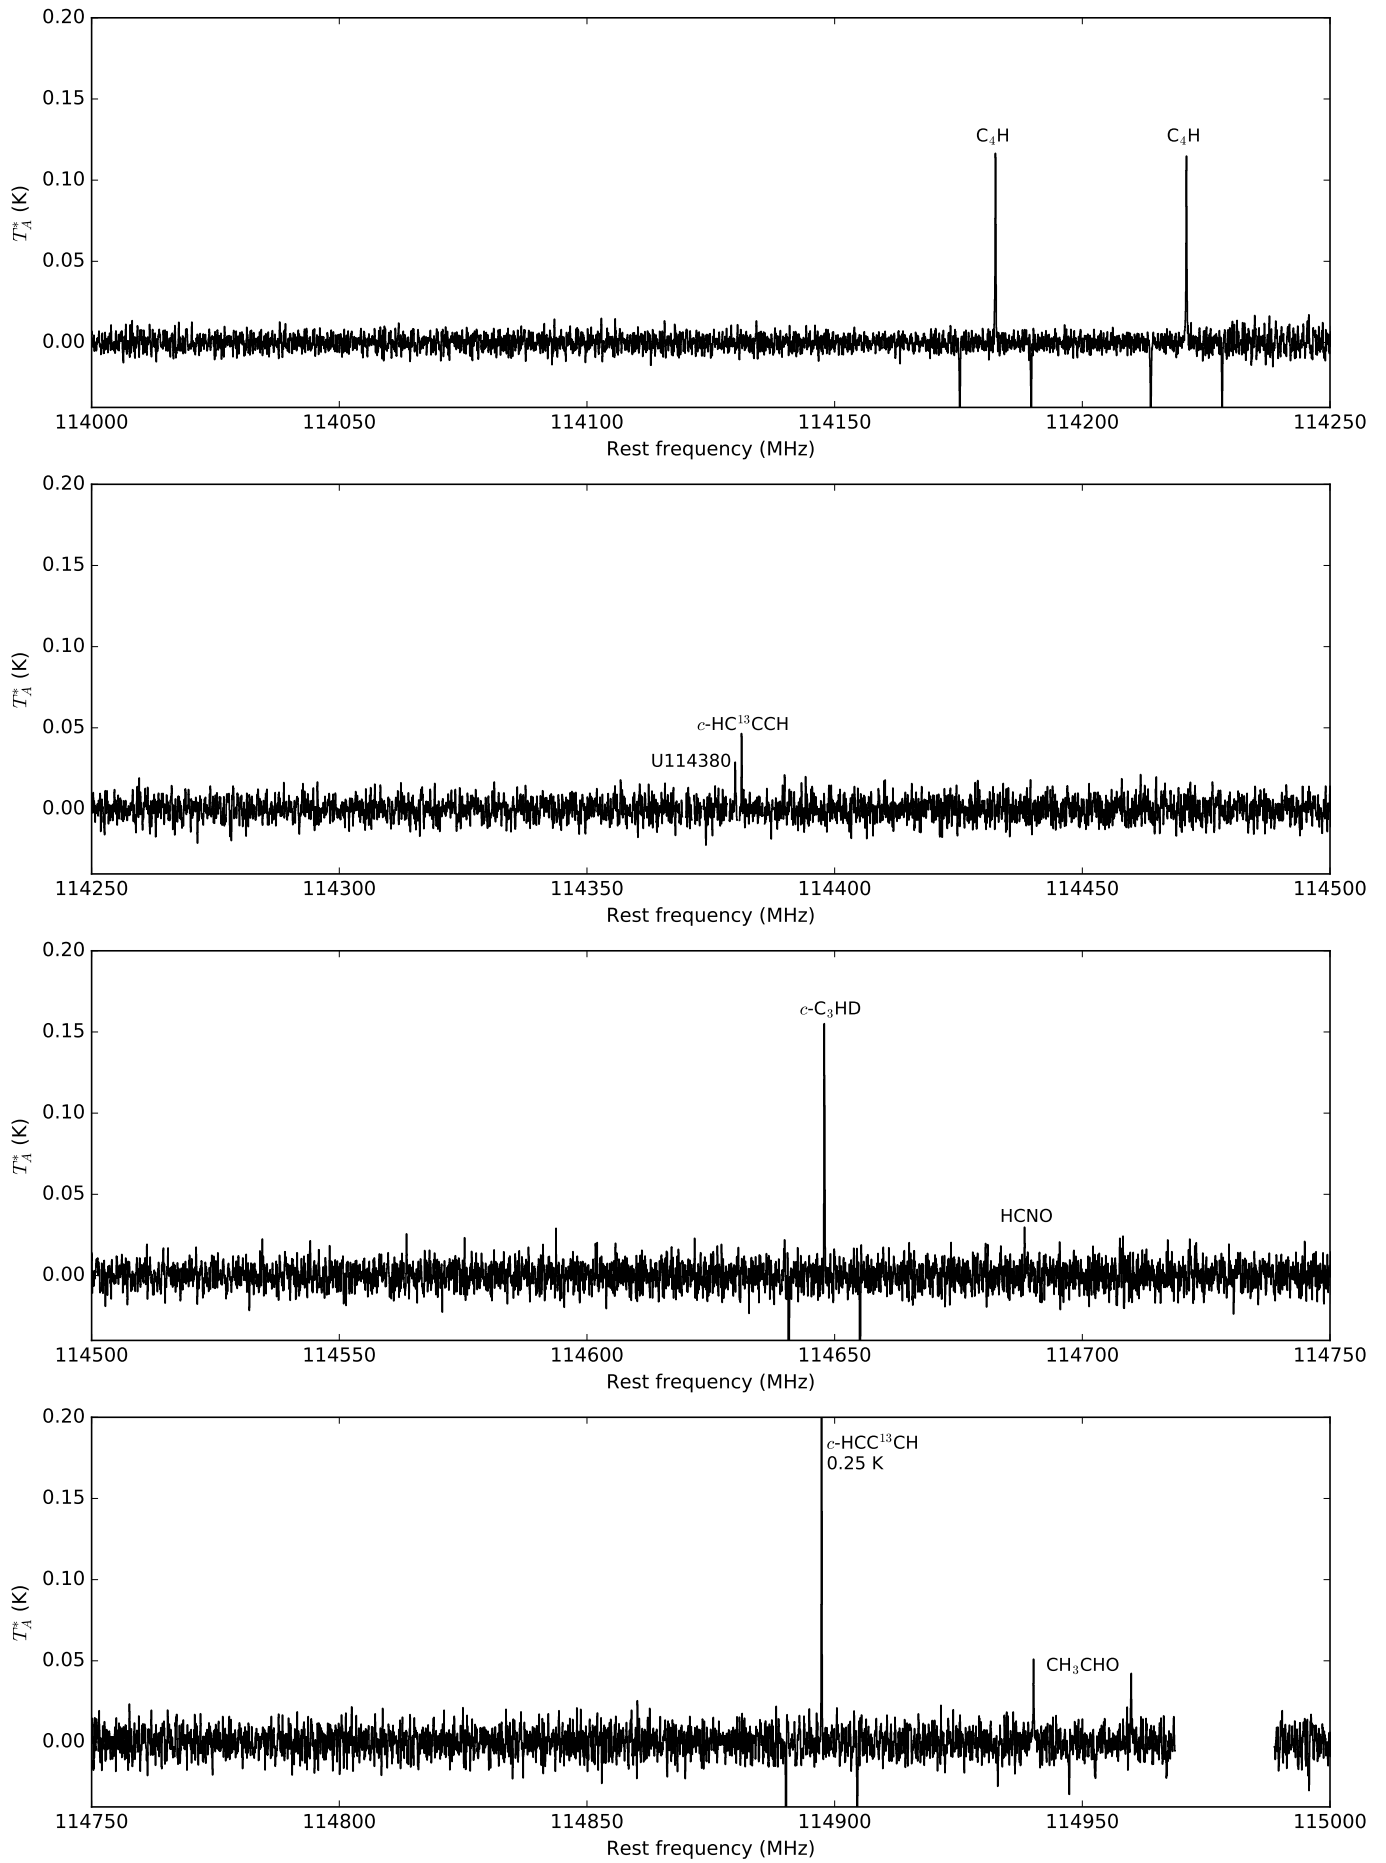 0.20
0.15
0.10
0.05
0.00
T*A (K)
C4H
C4H
114000 114050 114100 114150 114200 114250
Rest frequency (MHz)
0.20
0.15
0.10
0.05
0.00
T*A (K)
c-HC13CCH
U114380
114250 114300 114350 114400 114450 114500
Rest frequency (MHz)
0.20
0.15
0.10
0.05
0.00
T*A (K)
c-C3HD
HCNO
114500 114550 114600 114650 114700 114750
Rest frequency (MHz)
0.20
0.15
0.10
0.05
0.00
T*A (K)
c-HCC13CH
0.25 K
CH3CHO
114750 114800 114850 114900 114950 115000
Rest frequency (MHz)